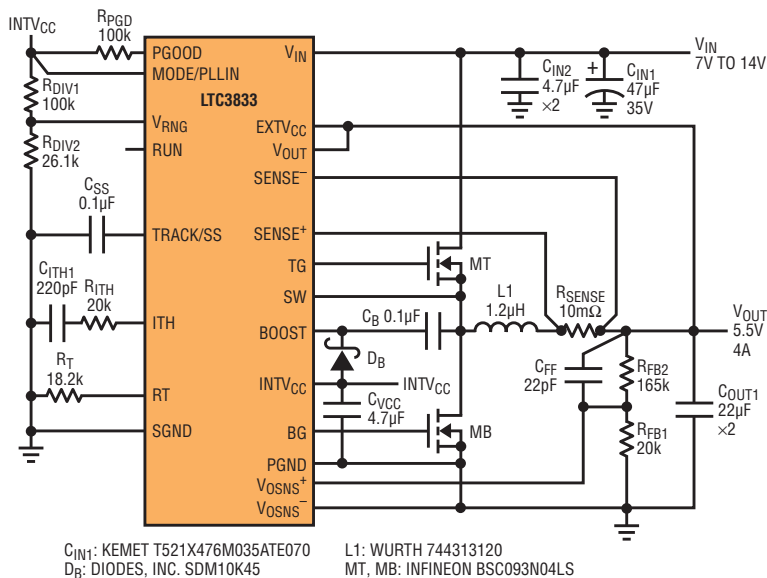 INTVCC
RPGD
100k
PGOOD
MODE/PLLIN
RDIV1
100k
LTC3833
VRNG
RDIV2
26.1k
RUN
CSS
0.1µF
TRACK/SS
CITH1
220pF
RITH
20k
ITH
RT
18.2k
RT
SGND
VIN
EXTVCC
VOUT
SENSE–
SENSE+
TG
SW
BOOST
INTVCC
BG
PGND
VOSNS+
VOSNS–
VIN
7V TO 14V
CIN2
4.7µF
×2
+
CIN1
47µF
35V
MT
L1
1.2µH
RSENSE
10mΩ
CB 0.1µF
DB
INTVCC
CVCC
4.7µF
MB
CFF
22pF
RFB2
165k
RFB1
20k
VOUT
5.5V
4A
COUT1
22µF
×2
CIN1: KEMET T521X476M035ATE070
DB: DIODES, INC. SDM10K45
L1: WURTH 744313120
MT, MB: INFINEON BSC093N04LS